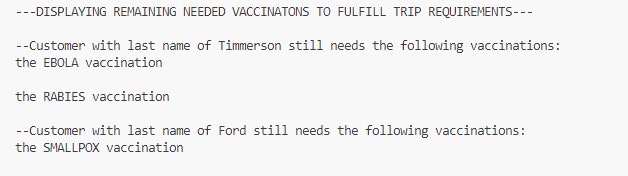 ---DISPLAYING REMAINING NEEDED VACCINATONS TO FULFILL TRIP REQUIREMENTS---
--Customer with last name of Timmerson still needs the following vaccinations:
the EBOLA vaccination
the RABIES vaccination
--Customer with last name of Ford still needs the following vaccinations:
the SMALLPOX vaccination